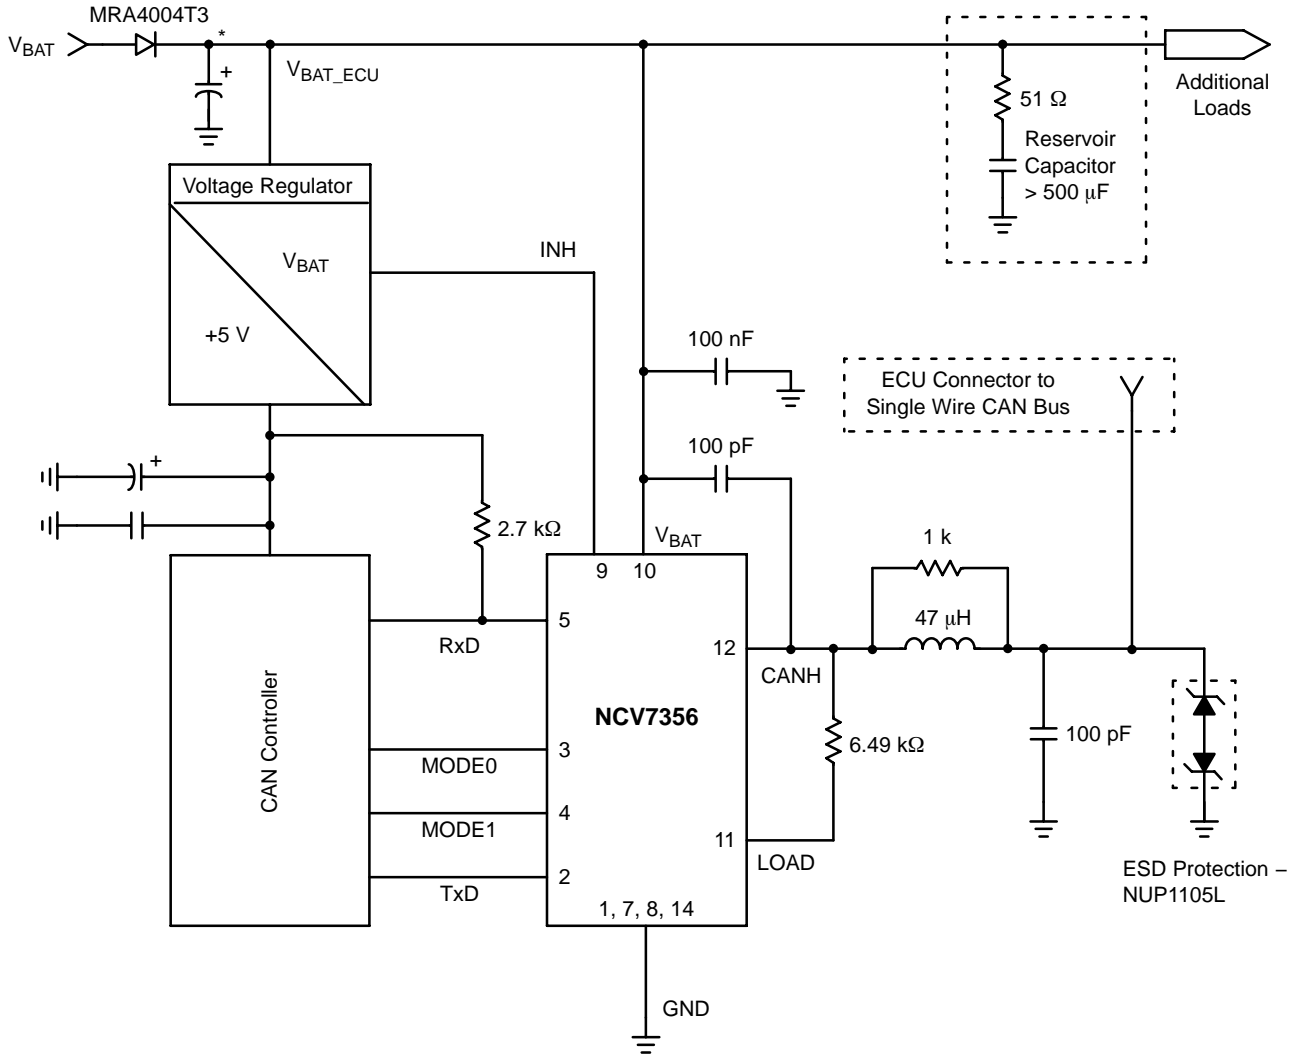 MRA4004T3
VBAT
*
+
VBAT_ECU
Additional
Loads
51 Ω
Reservoir
Capacitor
> 500 μF
Voltage Regulator
VBAT
+5 V
INH
100 nF
ECU Connector to
Single Wire CAN Bus
100 pF
+
2.7 kΩ
VBAT
9
10
1 k
47 μH
5
RxD
12
CANH
CAN Controller
NCV7356
3
MODE0
6.49 kΩ
100 pF
4
MODE1
11
LOAD
2
TxD
1, 7, 8, 14
ESD Protection –
NUP1105L
GND